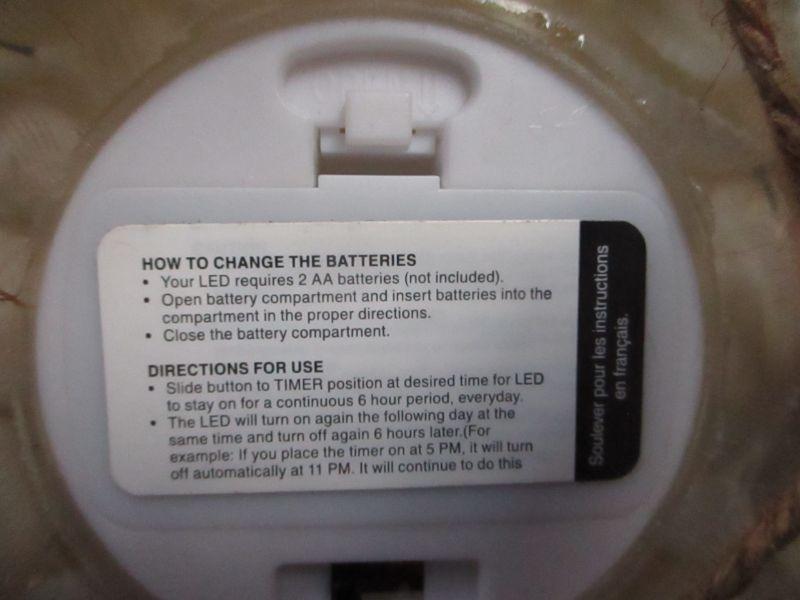 HOW TO CHANGE THE BATTERIES
• Your LED requires 2 AA batteries (not included).
• Open battery compartment and insert batteries into the
compartment in the proper directions.
• Close the battery compartment.
DIRECTIONS FOR USE
• Slide button to TIMER position at desired time for LED
to stay on for a continuous 6 hour period, everyday.
• The LED will turn on again the following day at the
same time and turn off again 6 hours later.(For
example: If you place the timer on at 5 PM, it will turn
off automatically at 11 PM. It will continue to do this
Soulever pour les instructions
en français.